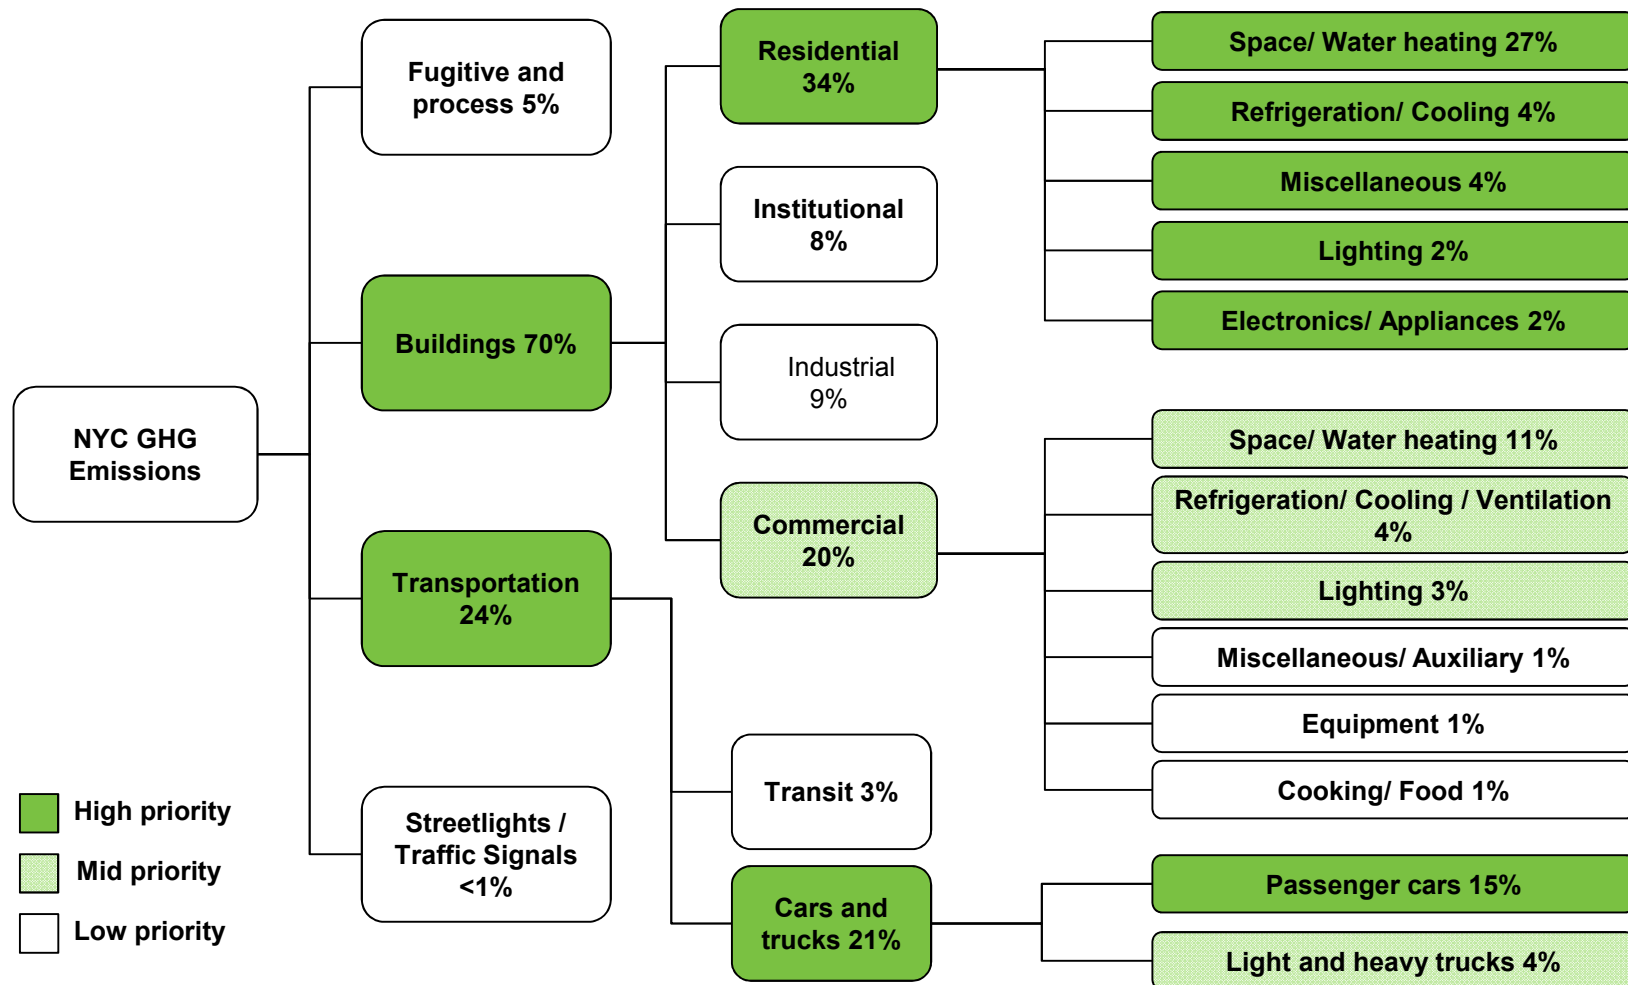 NYC GHG
Emissions
Fugitive and
process 5%
Buildings 70%
Transportation
24%
Streetlights /
Traffic Signals
<1%
Residential
34%
Institutional
8%
Industrial
9%
Commercial
20%
Transit 3%
Cars and
trucks 21%
Space/ Water heating 27%
Refrigeration/ Cooling 4%
Miscellaneous 4%
Lighting 2%
Electronics/ Appliances 2%
Space/ Water heating 11%
Refrigeration/ Cooling / Ventilation
4%
Lighting 3%
Miscellaneous/ Auxiliary 1%
Equipment 1%
Cooking/ Food 1%
Passenger cars 15%
Light and heavy trucks 4%
High priority
Mid priority
Low priority